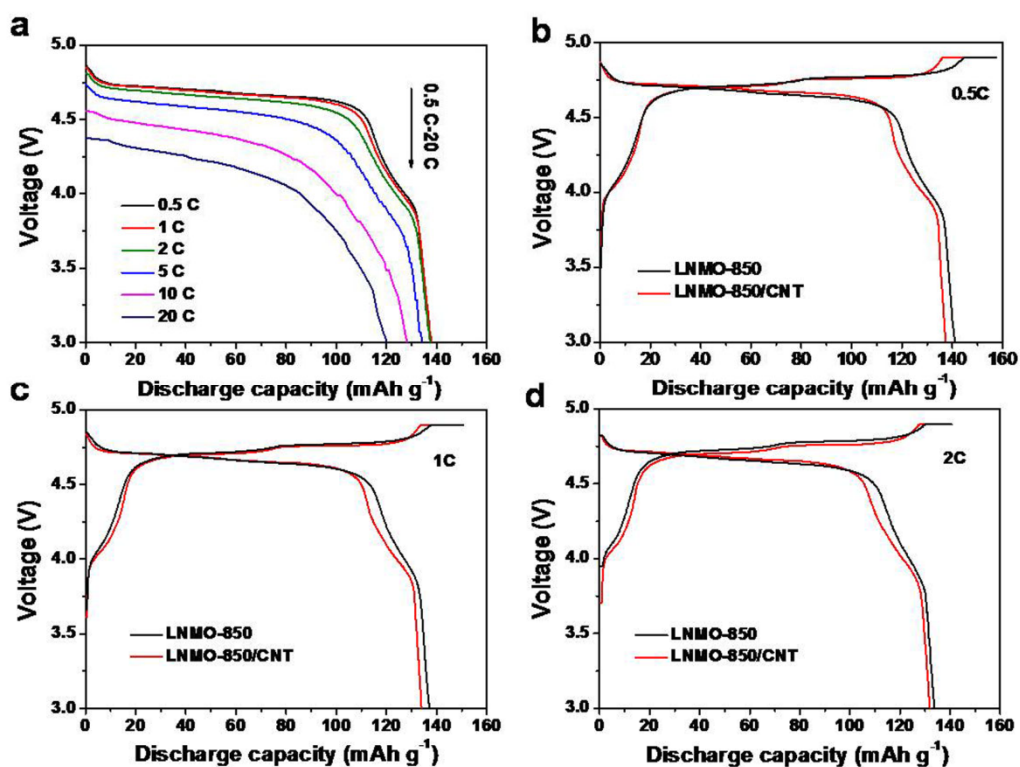 a
5.0
4.5
4.0
3.5
3.0
Voltage (V)
0.5 C-20 C
0.5 C
1 C
2 C
5 C
10 C
20 C
0 20 40 60 80 100 120 140 160
Discharge capacity (mAh g-1)
b
5.0
4.5
4.0
3.5
3.0
Voltage (V)
0.5C
LNMO-850
LNMO-850/CNT
0 20 40 60 80 100 120 140 160
Discharge capacity (mAh g-1)
c
5.0
4.5
4.0
3.5
3.0
Voltage (V)
1C
LNMO-850
LNMO-850/CNT
0 20 40 60 80 100 120 140 160
Discharge capacity (mAh g-1)
d
5.0
4.5
4.0
3.5
3.0
Voltage (V)
2C
LNMO-850
LNMO-850/CNT
0 20 40 60 80 100 120 140 160
Discharge capacity (mAh g-1)